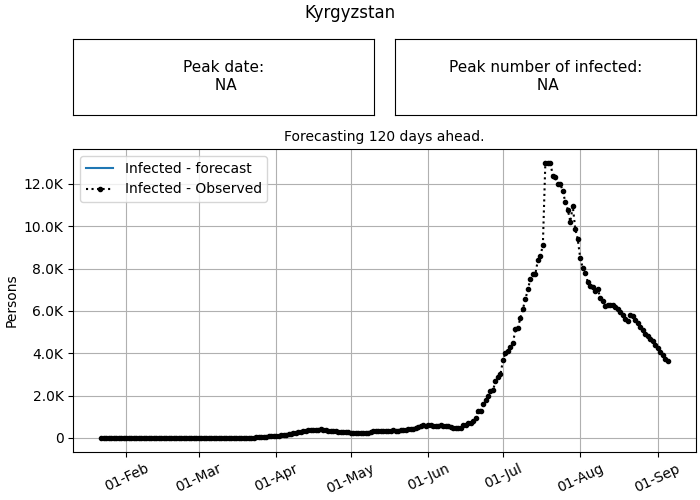 Kyrgyzstan
Peak date:
NA
Peak number of infected:
NA
Forecasting 120 days ahead.
Infected - forecast
Infected - Observed
Persons
12.0K
10.0K
8.0K
6.0K
4.0K
2.0K
0
01-Feb
01-Mar
01-Apr
01-May
01-Jun
01-Jul
01-Aug
01-Sep